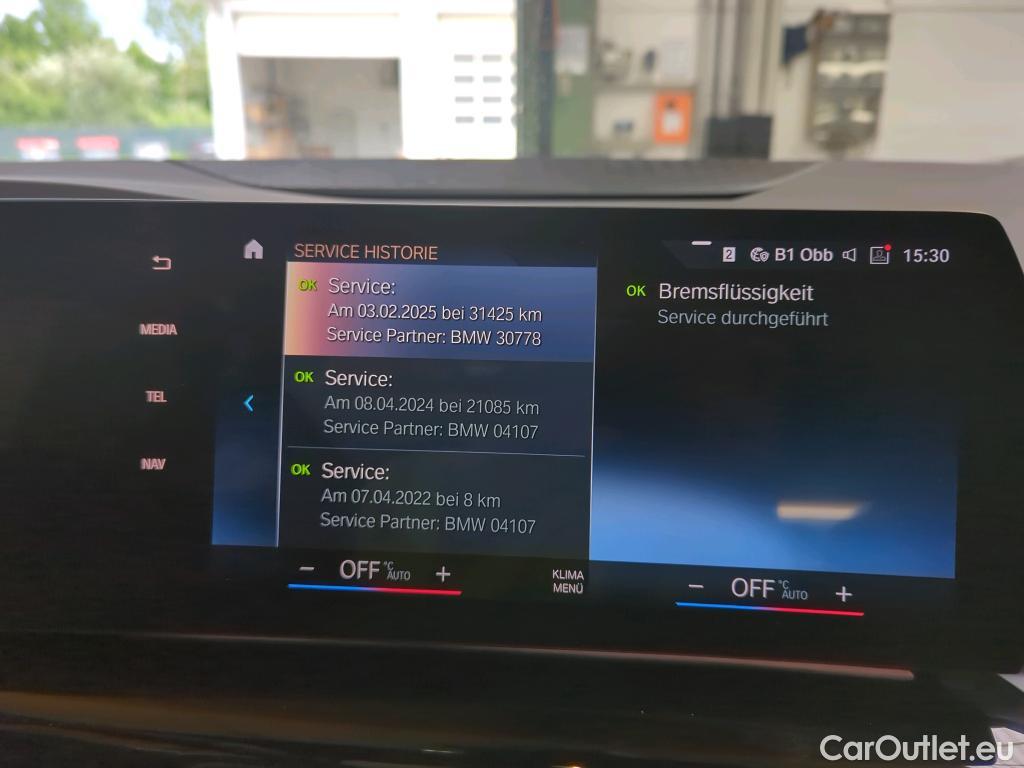 SERVICE HISTORIE
2 B1 Obb 15:30
MEDIA
TEL
NAV
OK Service:
Am 03.02.2025 bei 31425 km
Service Partner: BMW 30778
OK Service:
Am 08.04.2024 bei 21085 km
Service Partner: BMW 04107
OK Service:
Am 07.04.2022 bei 8 km
Service Partner: BMW 04107
OK Bremsflüssigkeit
Service durchgeführt
− OFF °C AUTO +
KLIMA
MENÜ
− OFF °C AUTO +
CarOutlet.eu